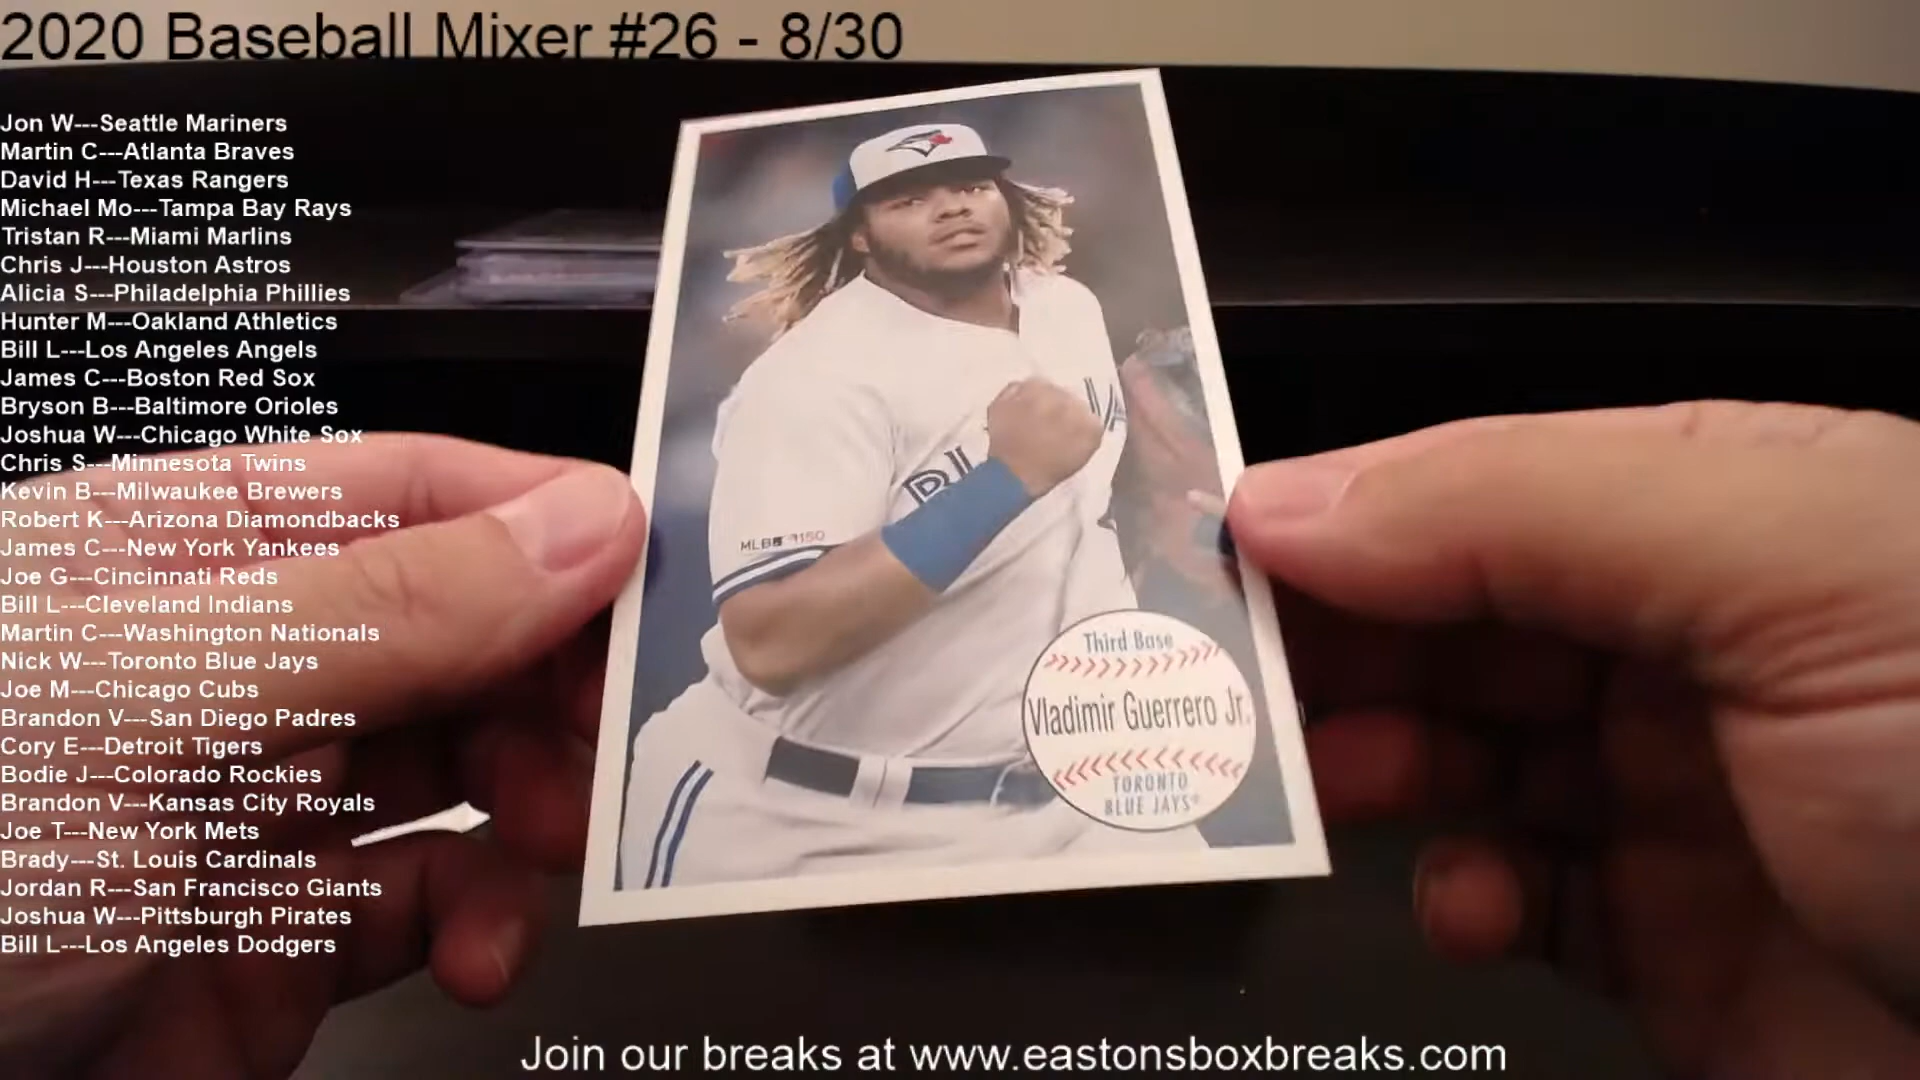 2020 Baseball Mixer #26 - 8/30
Jon W---Seattle Mariners
Martin C---Atlanta Braves
David H---Texas Rangers
Michael Mo---Tampa Bay Rays
Tristan R---Miami Marlins
Chris J---Houston Astros
Alicia S---Philadelphia Phillies
Hunter M---Oakland Athletics
Bill L---Los Angeles Angels
James C---Boston Red Sox
Bryson B---Baltimore Orioles
Joshua W---Chicago White Sox
Chris S---Minnesota Twins
Kevin B---Milwaukee Brewers
Robert K---Arizona Diamondbacks
James C---New York Yankees
Joe G---Cincinnati Reds
Bill L---Cleveland Indians
Martin C---Washington Nationals
Nick W---Toronto Blue Jays
Joe M---Chicago Cubs
Brandon V---San Diego Padres
Cory E---Detroit Tigers
Bodie J---Colorado Rockies
Brandon V---Kansas City Royals
Joe T---New York Mets
Brady---St. Louis Cardinals
Jordan R---San Francisco Giants
Joshua W---Pittsburgh Pirates
Bill L---Los Angeles Dodgers
MLB 150
Third Base
Vladimir Guerrero Jr.
TORONTO
BLUE JAYS
Join our breaks at www.eastonsboxbreaks.com